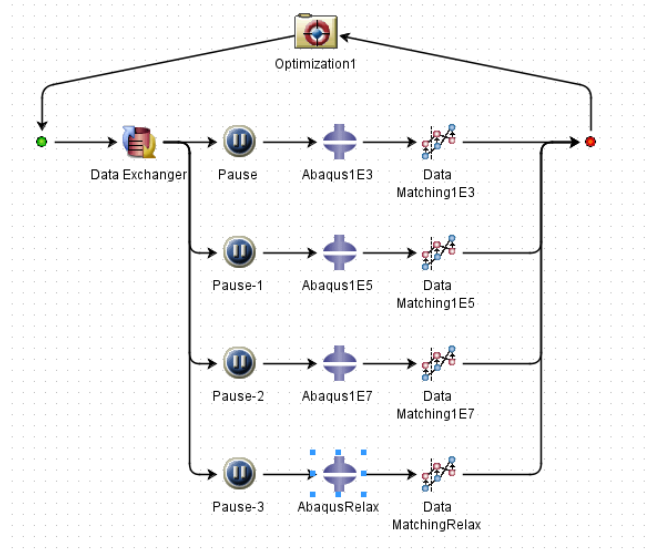 Optimization1
Data Exchanger
Pause
Abaqus1E3
Data
Matching1E3
Pause-1
Abaqus1E5
Data
Matching1E5
Pause-2
Abaqus1E7
Data
Matching1E7
Pause-3
AbaqusRelax
Data
MatchingRelax